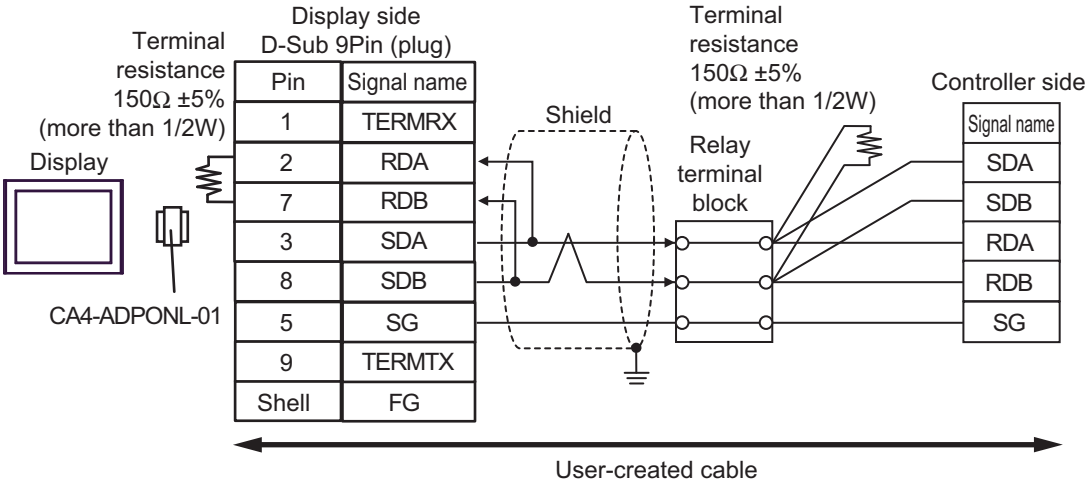 Display side
D-Sub 9Pin (plug)
Terminal
resistance
150Ω ±5%
(more than 1/2W)
Display
CA4-ADPONL-01
Pin Signal name
1 TERMRX
2 RDA
7 RDB
3 SDA
8 SDB
5 SG
9 TERMTX
Shell FG
Shield
Relay
terminal
block
Terminal
resistance
150Ω ±5%
(more than 1/2W)
Controller side
Signal name
SDA
SDB
RDA
RDB
SG
User-created cable